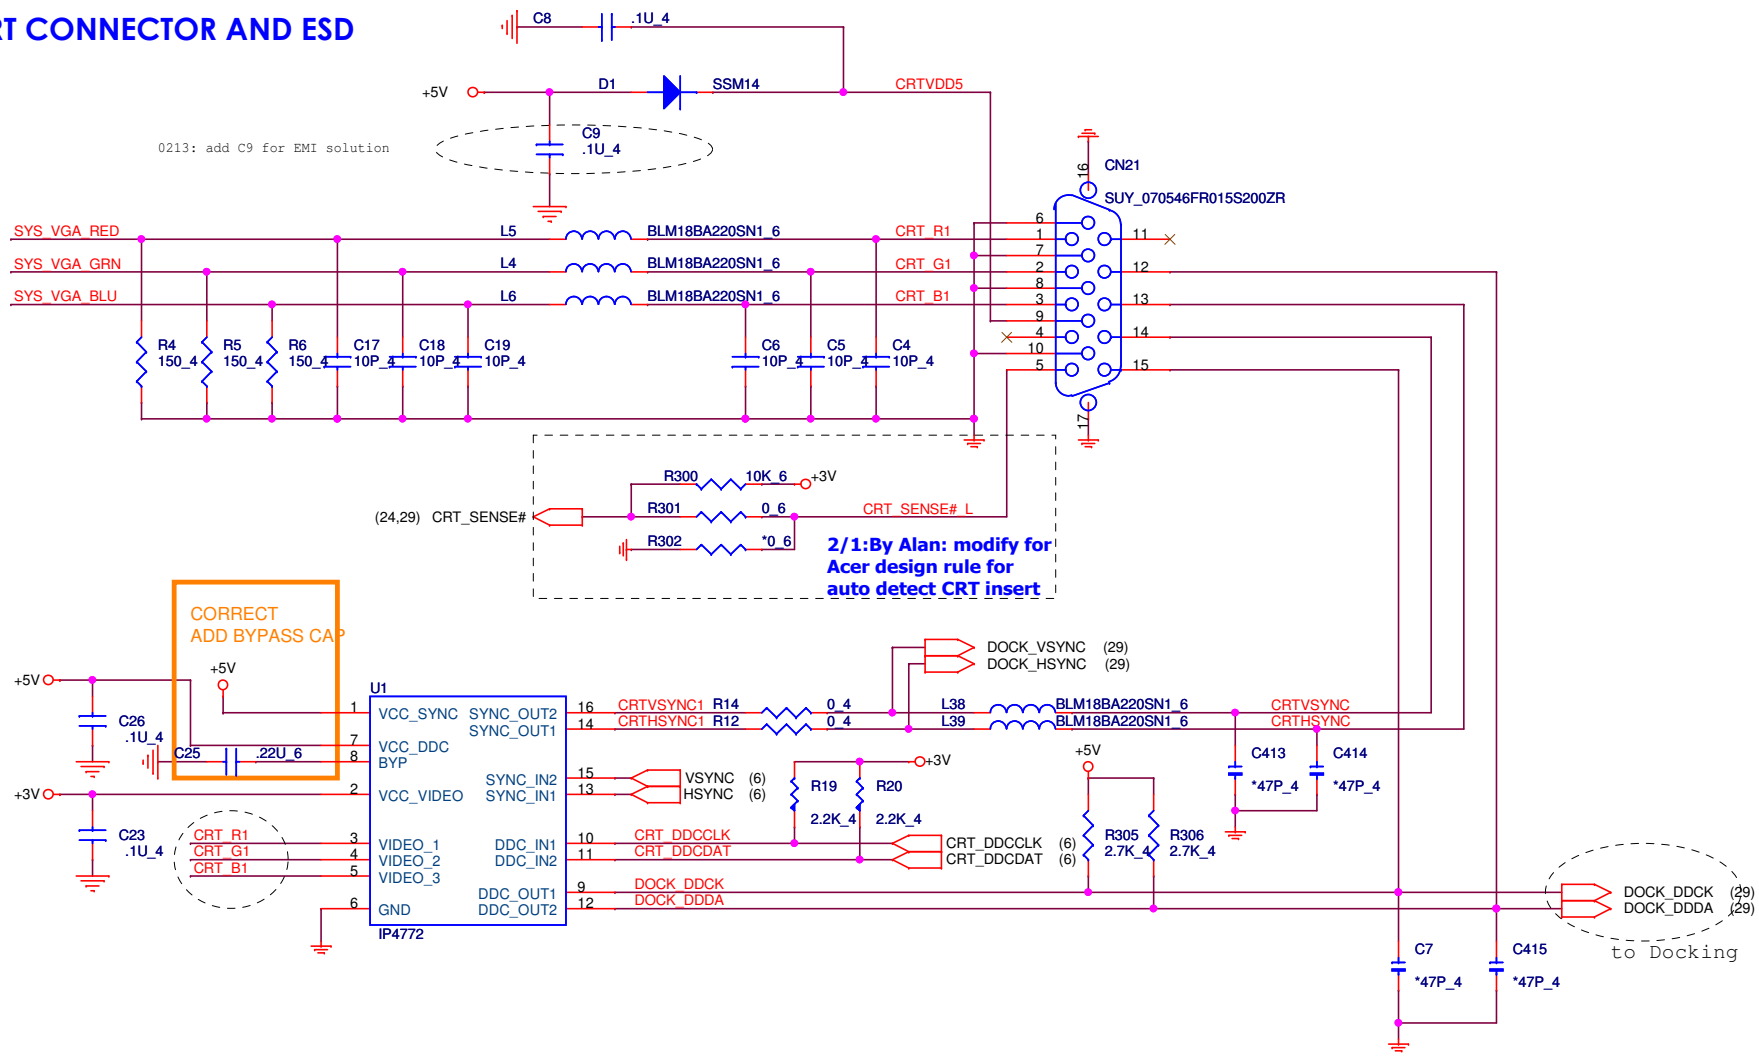 RT CONNECTOR AND ESD
C8 .1U_4
+5V D1 SSM14 CRTVDD5
C9
.1U_4
0213: add C9 for EMI solution
16 CN21
SUY_070546FR015S200ZR
SYS_VGA_RED L5 BLM18BA220SN1_6 CRT_R1
SYS_VGA_GRN L4 BLM18BA220SN1_6 CRT_G1
SYS_VGA_BLU L6 BLM18BA220SN1_6 CRT_B1
6
1 11
7
2 12
8
3 13
9
4 14
10
5 15
17
R4 R5 R6 C17 C18 C19 C6 C5 C4
150_4 150_4 150_4 10P_4 10P_4 10P_4 10P_4 10P_4 10P_4
R300 10K_6 +3V
(24,29) CRT_SENSE# R301 0_6 CRT_SENSE#_L
R302 *0_6
2/1:By Alan: modify for
Acer design rule for
auto detect CRT insert
CORRECT
ADD BYPASS CAP
+5V
+5V
C26
.1U_4
C25 .22U_6
+3V
C23
.1U_4
CRT_R1
CRT_G1
CRT_B1
U1
1 VCC_SYNC SYNC_OUT2 16
SYNC_OUT1 14
7 VCC_DDC
8 BYP
SYNC_IN2 15
2 VCC_VIDEO SYNC_IN1 13
3 VIDEO_1 DDC_IN1 10
4 VIDEO_2 DDC_IN2 11
5 VIDEO_3
DDC_OUT1 9
6 GND DDC_OUT2 12
IP4772
DOCK_VSYNC (29)
DOCK_HSYNC (29)
CRTVSYNC1 R14 0_4 L38 BLM18BA220SN1_6 CRTVSYNC
CRTHSYNC1 R12 0_4 L39 BLM18BA220SN1_6 CRTHSYNC
VSYNC (6)
HSYNC (6)
+3V
R19 R20
2.2K_4 2.2K_4
+5V
C413 C414
*47P_4 *47P_4
CRT_DDCCLK CRT_DDCCLK (6)
CRT_DDCDAT CRT_DDCDAT (6)
R305 R306
2.7K_4 2.7K_4
DOCK_DDCK DOCK_DDCK (29)
DOCK_DDDA DOCK_DDDA (29)
to Docking
C7 C415
*47P_4 *47P_4